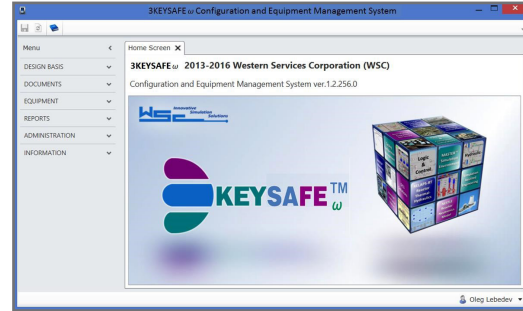 3KEYSAFE ω Configuration and Equipment Management System
Menu
Home Screen
DESIGN BASIS
DOCUMENTS
EQUIPMENT
REPORTS
ADMINISTRATION
INFORMATION
3KEYSAFE ω 2013-2016 Western Services Corporation (WSC)
Configuration and Equipment Management System ver.1.2.256.0
WSC Innovative Simulation Solutions
KEYSAFE™ ω
Logic & Control
Oleg Lebedev